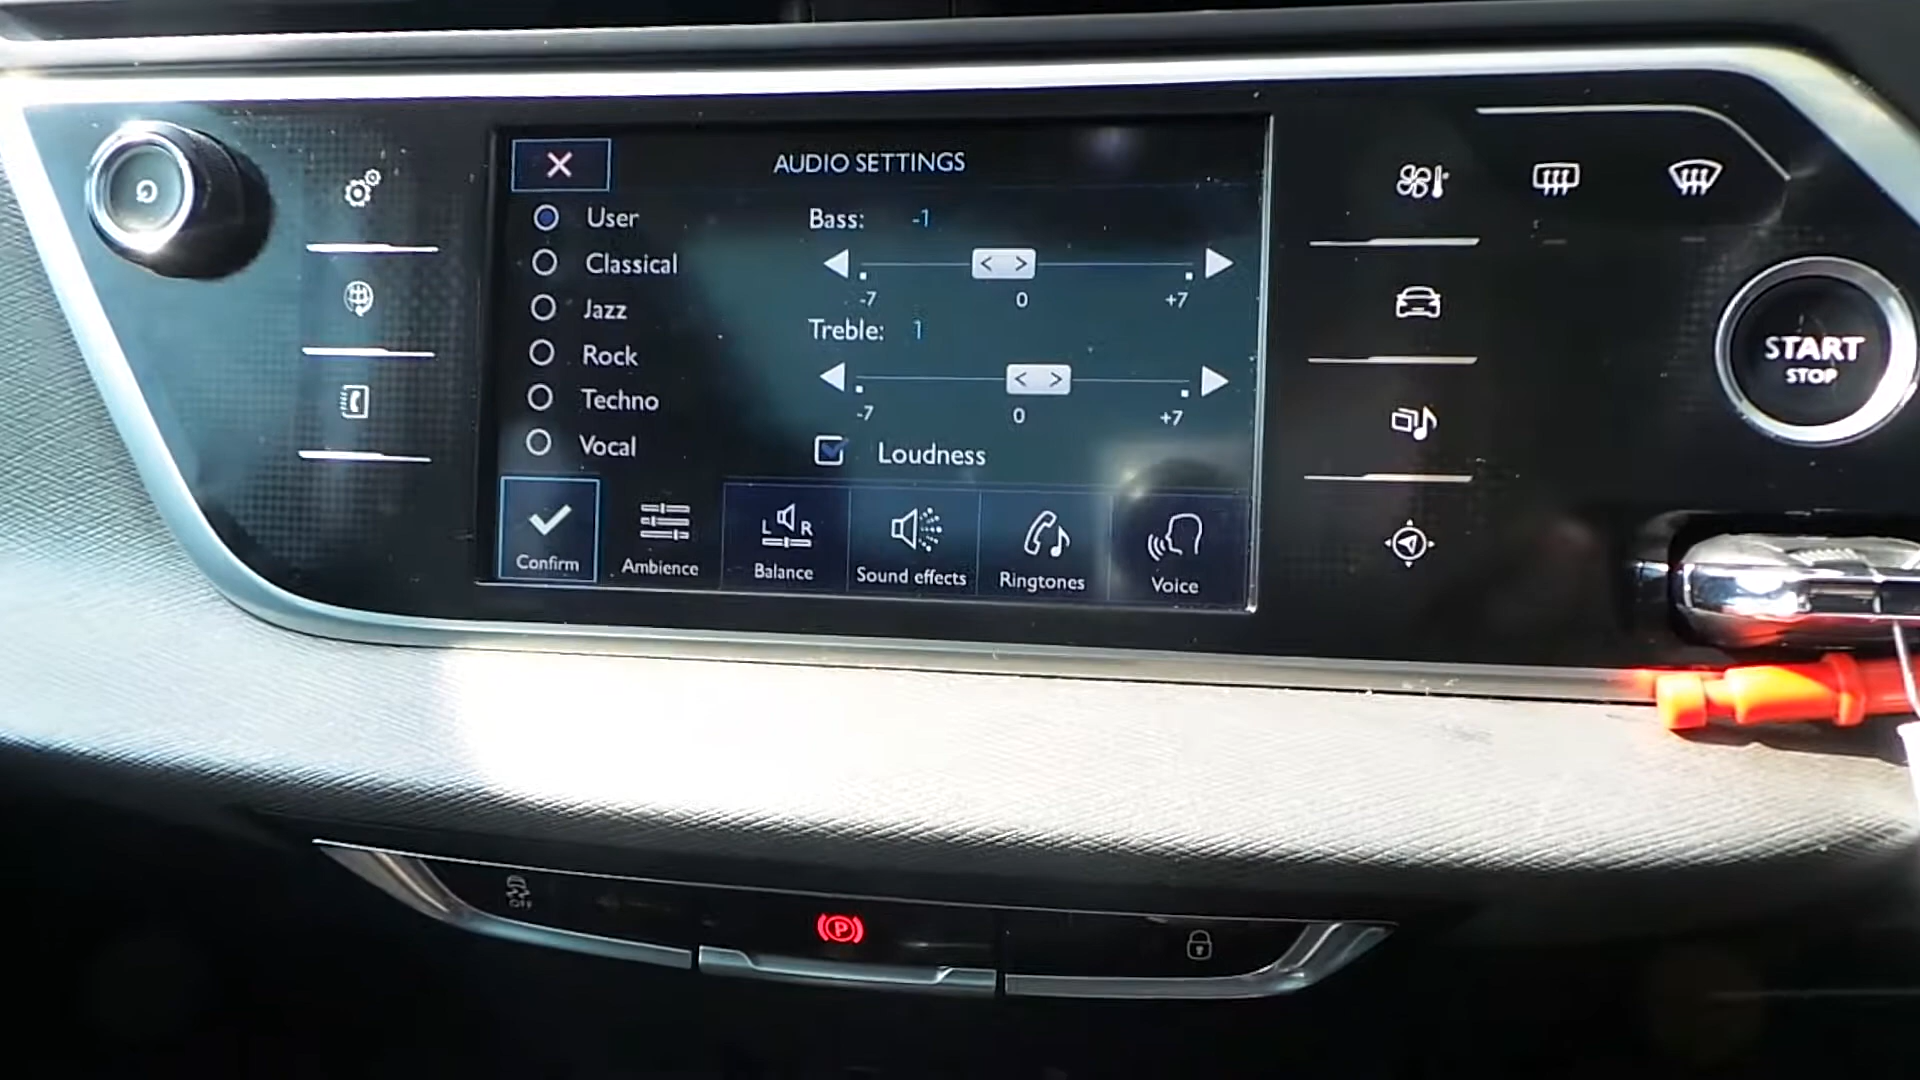 AUDIO SETTINGS
User
Classical
Jazz
Rock
Techno
Vocal
Bass: -1
-7 0 +7
Treble: 1
-7 0 +7
Loudness
Confirm
Ambience
L R
Balance
Sound effects
Ringtones
Voice
START
STOP
OFF
P